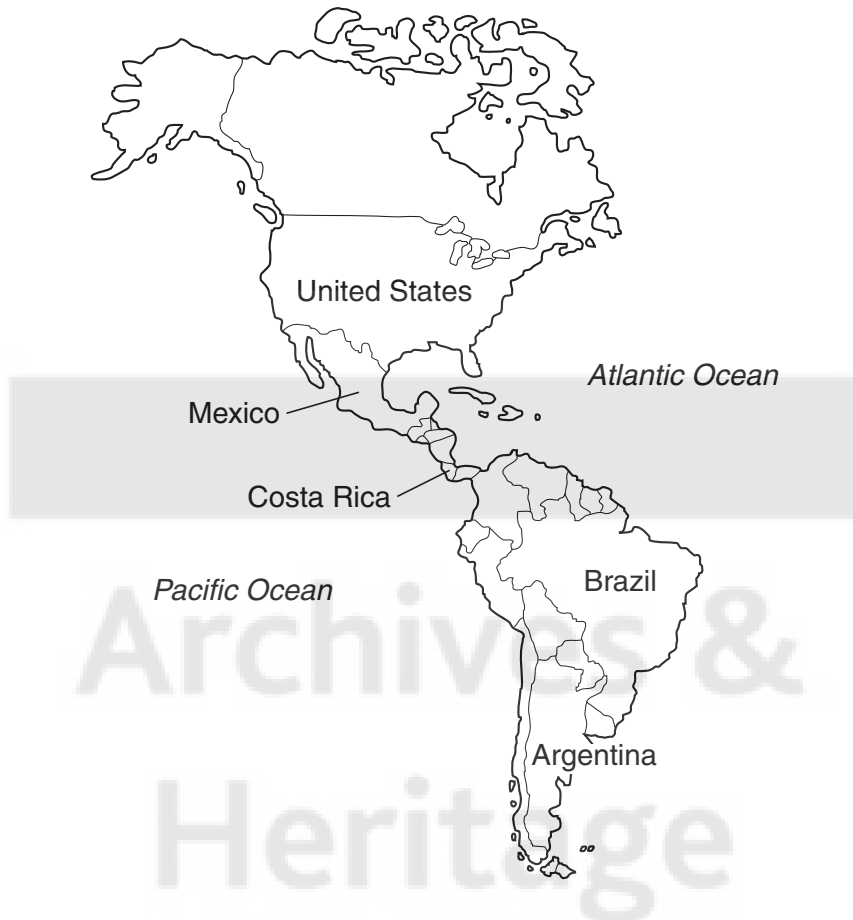 United States
Atlantic Ocean
Mexico
Costa Rica
Pacific Ocean
Brazil
Archives &
Argentina
Heritage